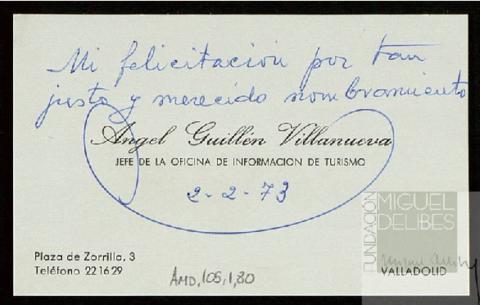 Mi felicitación por tan
justo y merecido nombramiento
Angel Guillén Villanueva
JEFE DE LA OFICINA DE INFORMACION DE TURISMO
2-2-73
Plaza de Zorrilla, 3
Teléfono 221629
VALLADOLID
AMD,105,1,80
FUNDACIÓN
MIGUEL
DELIBES